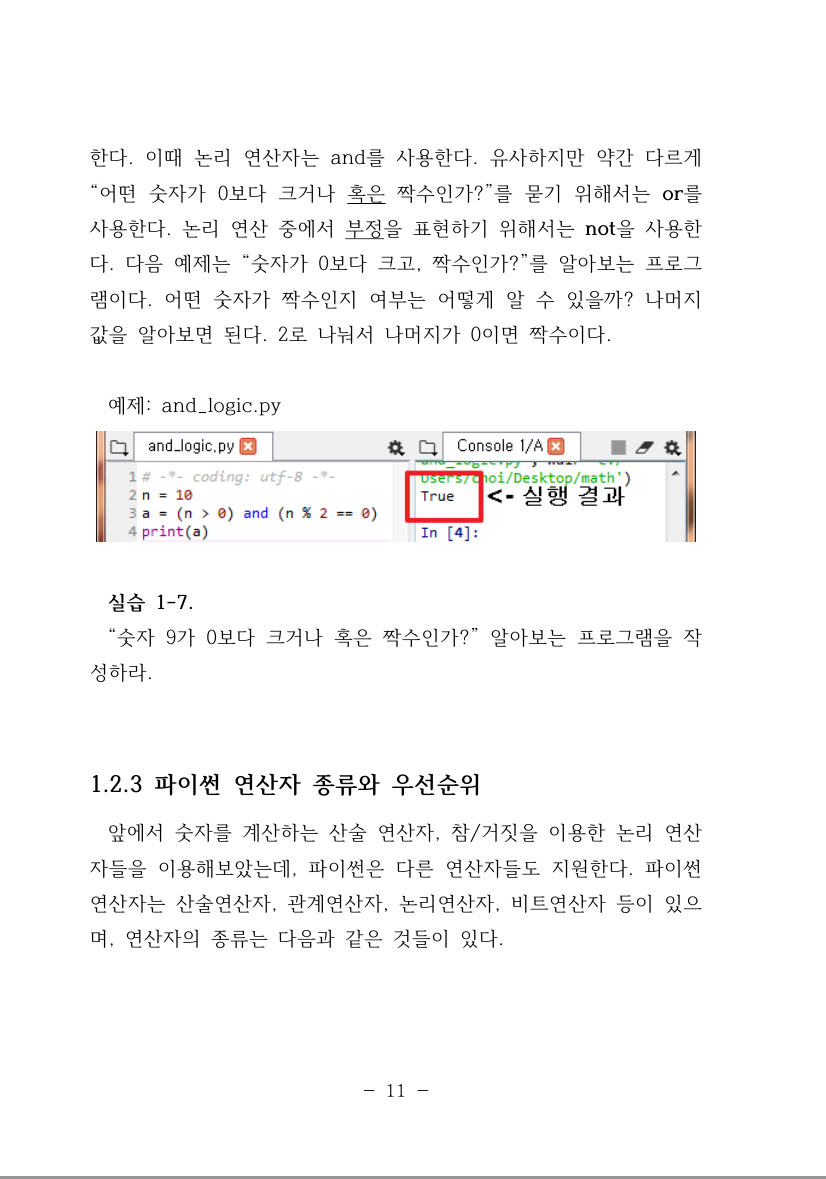 한다. 이때 논리 연산자는 and를 사용한다. 유사하지만 약간 다르게
“어떤 숫자가 0보다 크거나 혹은 짝수인가?”를 묻기 위해서는 or를
사용한다. 논리 연산 중에서 부정을 표현하기 위해서는 not을 사용한
다. 다음 예제는 “숫자가 0보다 크고, 짝수인가?”를 알아보는 프로그
램이다. 어떤 숫자가 짝수인지 여부는 어떻게 알 수 있을까? 나머지
값을 알아보면 된다. 2로 나눠서 나머지가 0이면 짝수이다.
예제: and_logic.py
and_logic.py
1 # -*- coding: utf-8 -*-
2 n = 10
3 a = (n > 0) and (n % 2 == 0)
4 print(a)
Console 1/A
Users/choi/Desktop/math')
True <- 실행 결과
In [4]:
실습 1-7.
“숫자 9가 0보다 크거나 혹은 짝수인가?” 알아보는 프로그램을 작
성하라.
1.2.3 파이썬 연산자 종류와 우선순위
앞에서 숫자를 계산하는 산술 연산자, 참/거짓을 이용한 논리 연산
자들을 이용해보았는데, 파이썬은 다른 연산자들도 지원한다. 파이썬
연산자는 산술연산자, 관계연산자, 논리연산자, 비트연산자 등이 있으
며, 연산자의 종류는 다음과 같은 것들이 있다.
- 11 -